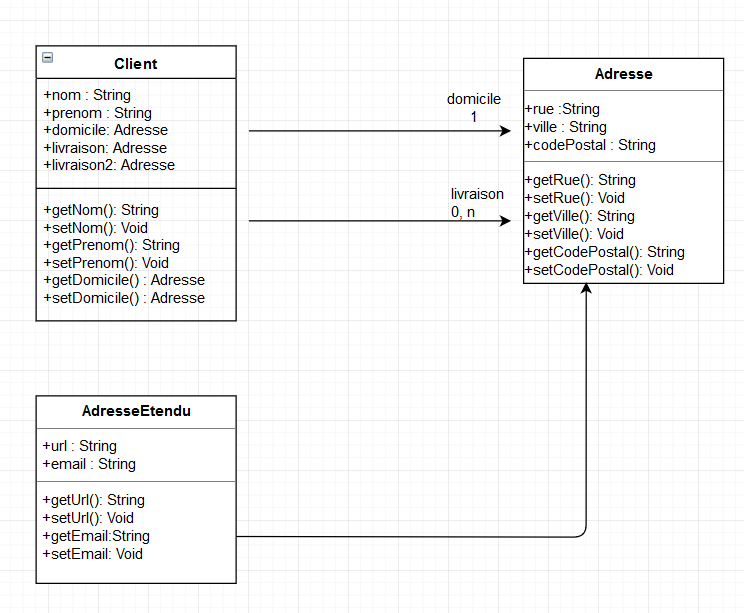 Client
+nom : String
+prenom : String
+domicile: Adresse
+livraison: Adresse
+livraison2: Adresse
+getNom(): String
+setNom(): Void
+getPrenom(): String
+setPrenom(): Void
+getDomicile() : Adresse
+setDomicile() : Adresse
domicile
1
livraison
0, n
Adresse
+rue :String
+ville : String
+codePostal : String
+getRue(): String
+setRue(): Void
+getVille(): String
+setVille(): Void
+getCodePostal(): String
+setCodePostal(): Void
AdresseEtendu
+url : String
+email : String
+getUrl(): String
+setUrl(): Void
+getEmail:String
+setEmail: Void